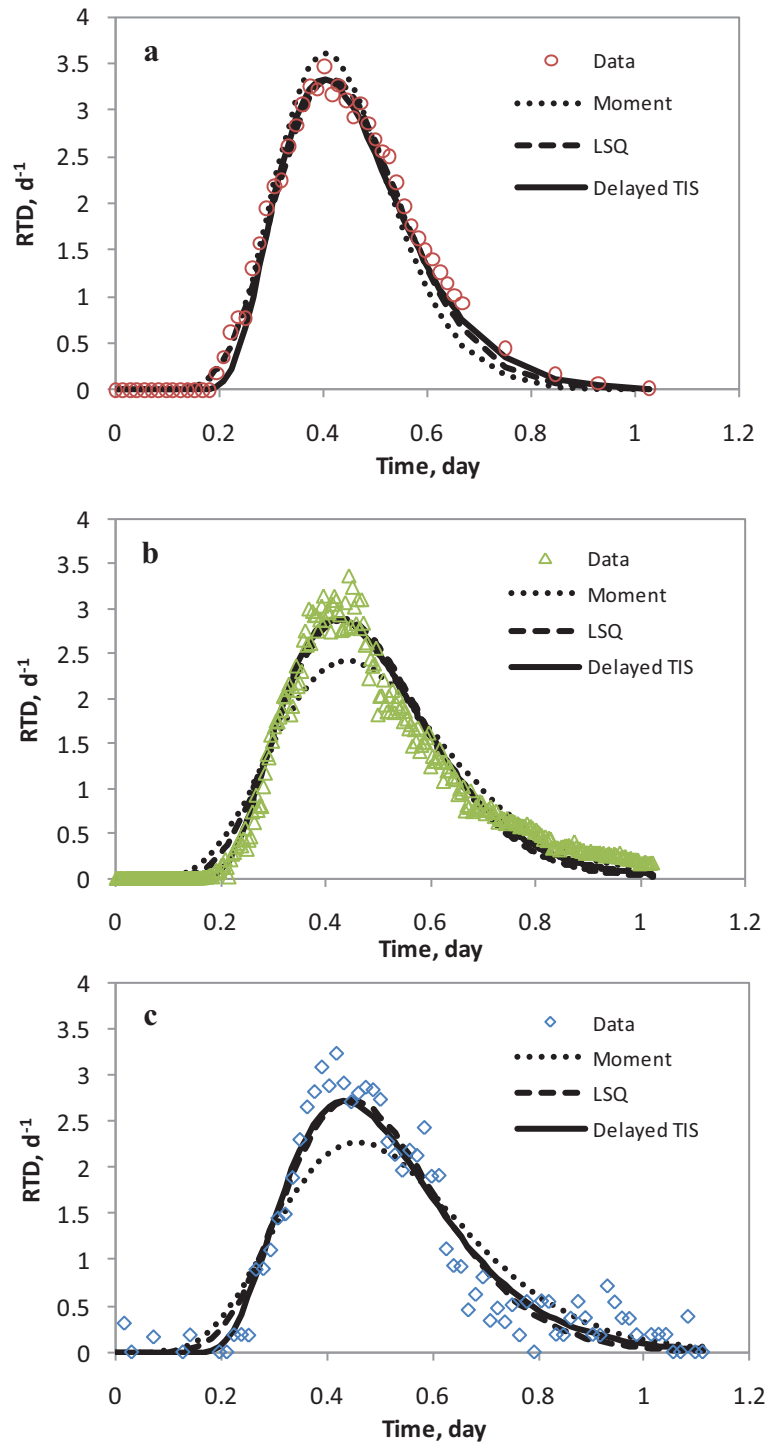 a
4
3.5
3
2.5
2
1.5
1
0.5
0
RTD, d-1
Data
Moment
LSQ
Delayed TIS
0 0.2 0.4 0.6 0.8 1 1.2
Time, day
b
4
3.5
3
2.5
2
1.5
1
0.5
0
RTD, d-1
Data
Moment
LSQ
Delayed TIS
0 0.2 0.4 0.6 0.8 1 1.2
Time, day
c
4
3.5
3
2.5
2
1.5
1
0.5
0
RTD, d-1
Data
Moment
LSQ
Delayed TIS
0 0.2 0.4 0.6 0.8 1 1.2
Time, day